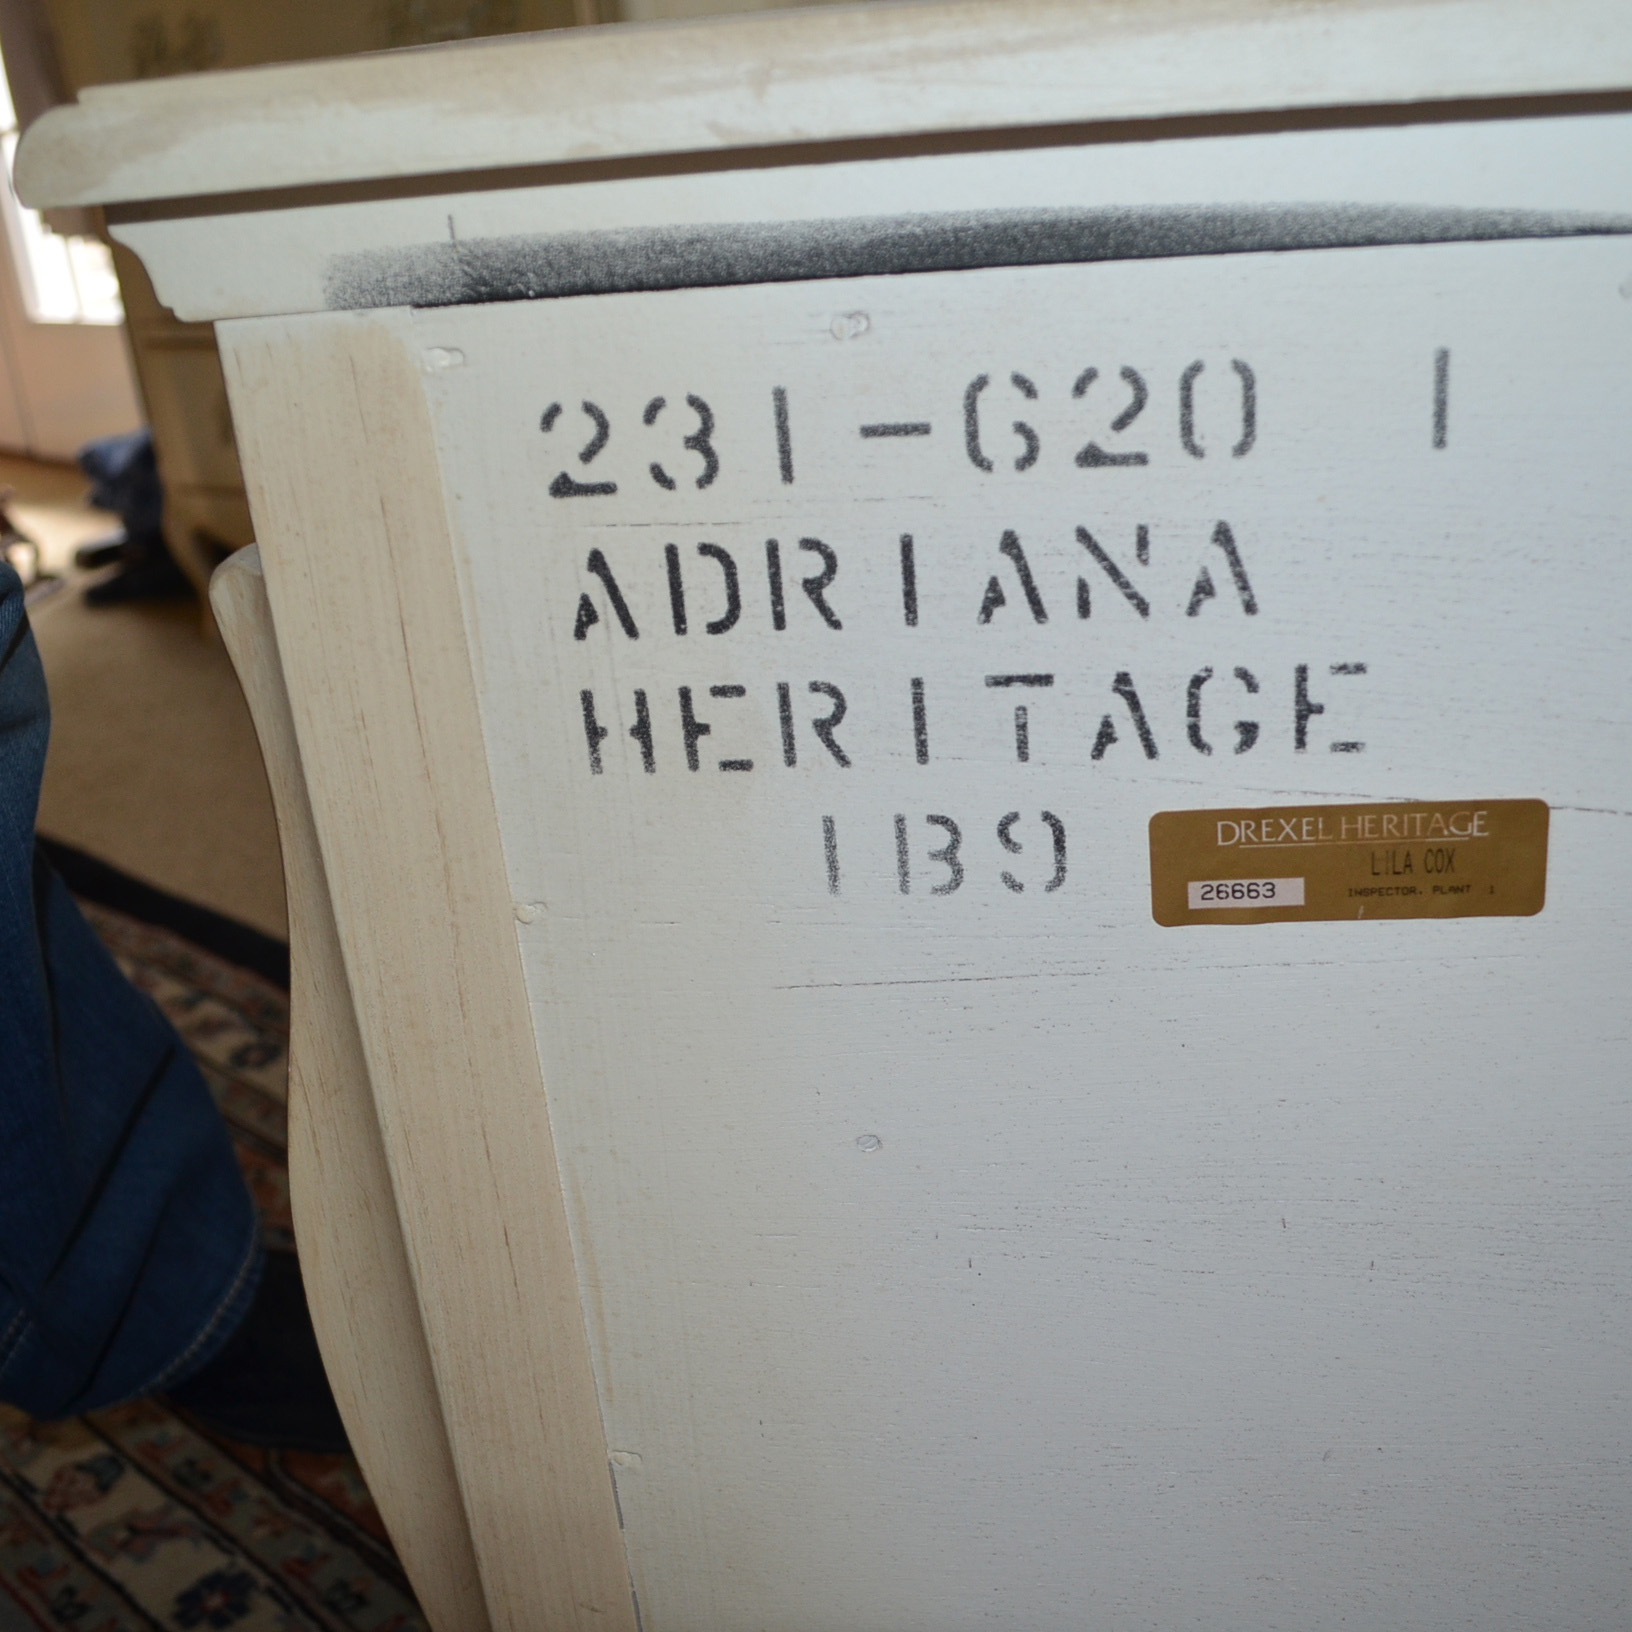 231-620 1
ADRIANA
HERITAGE
1B9
DREXEL HERITAGE
LILA COX
26663 INSPECTOR, PLANT 1